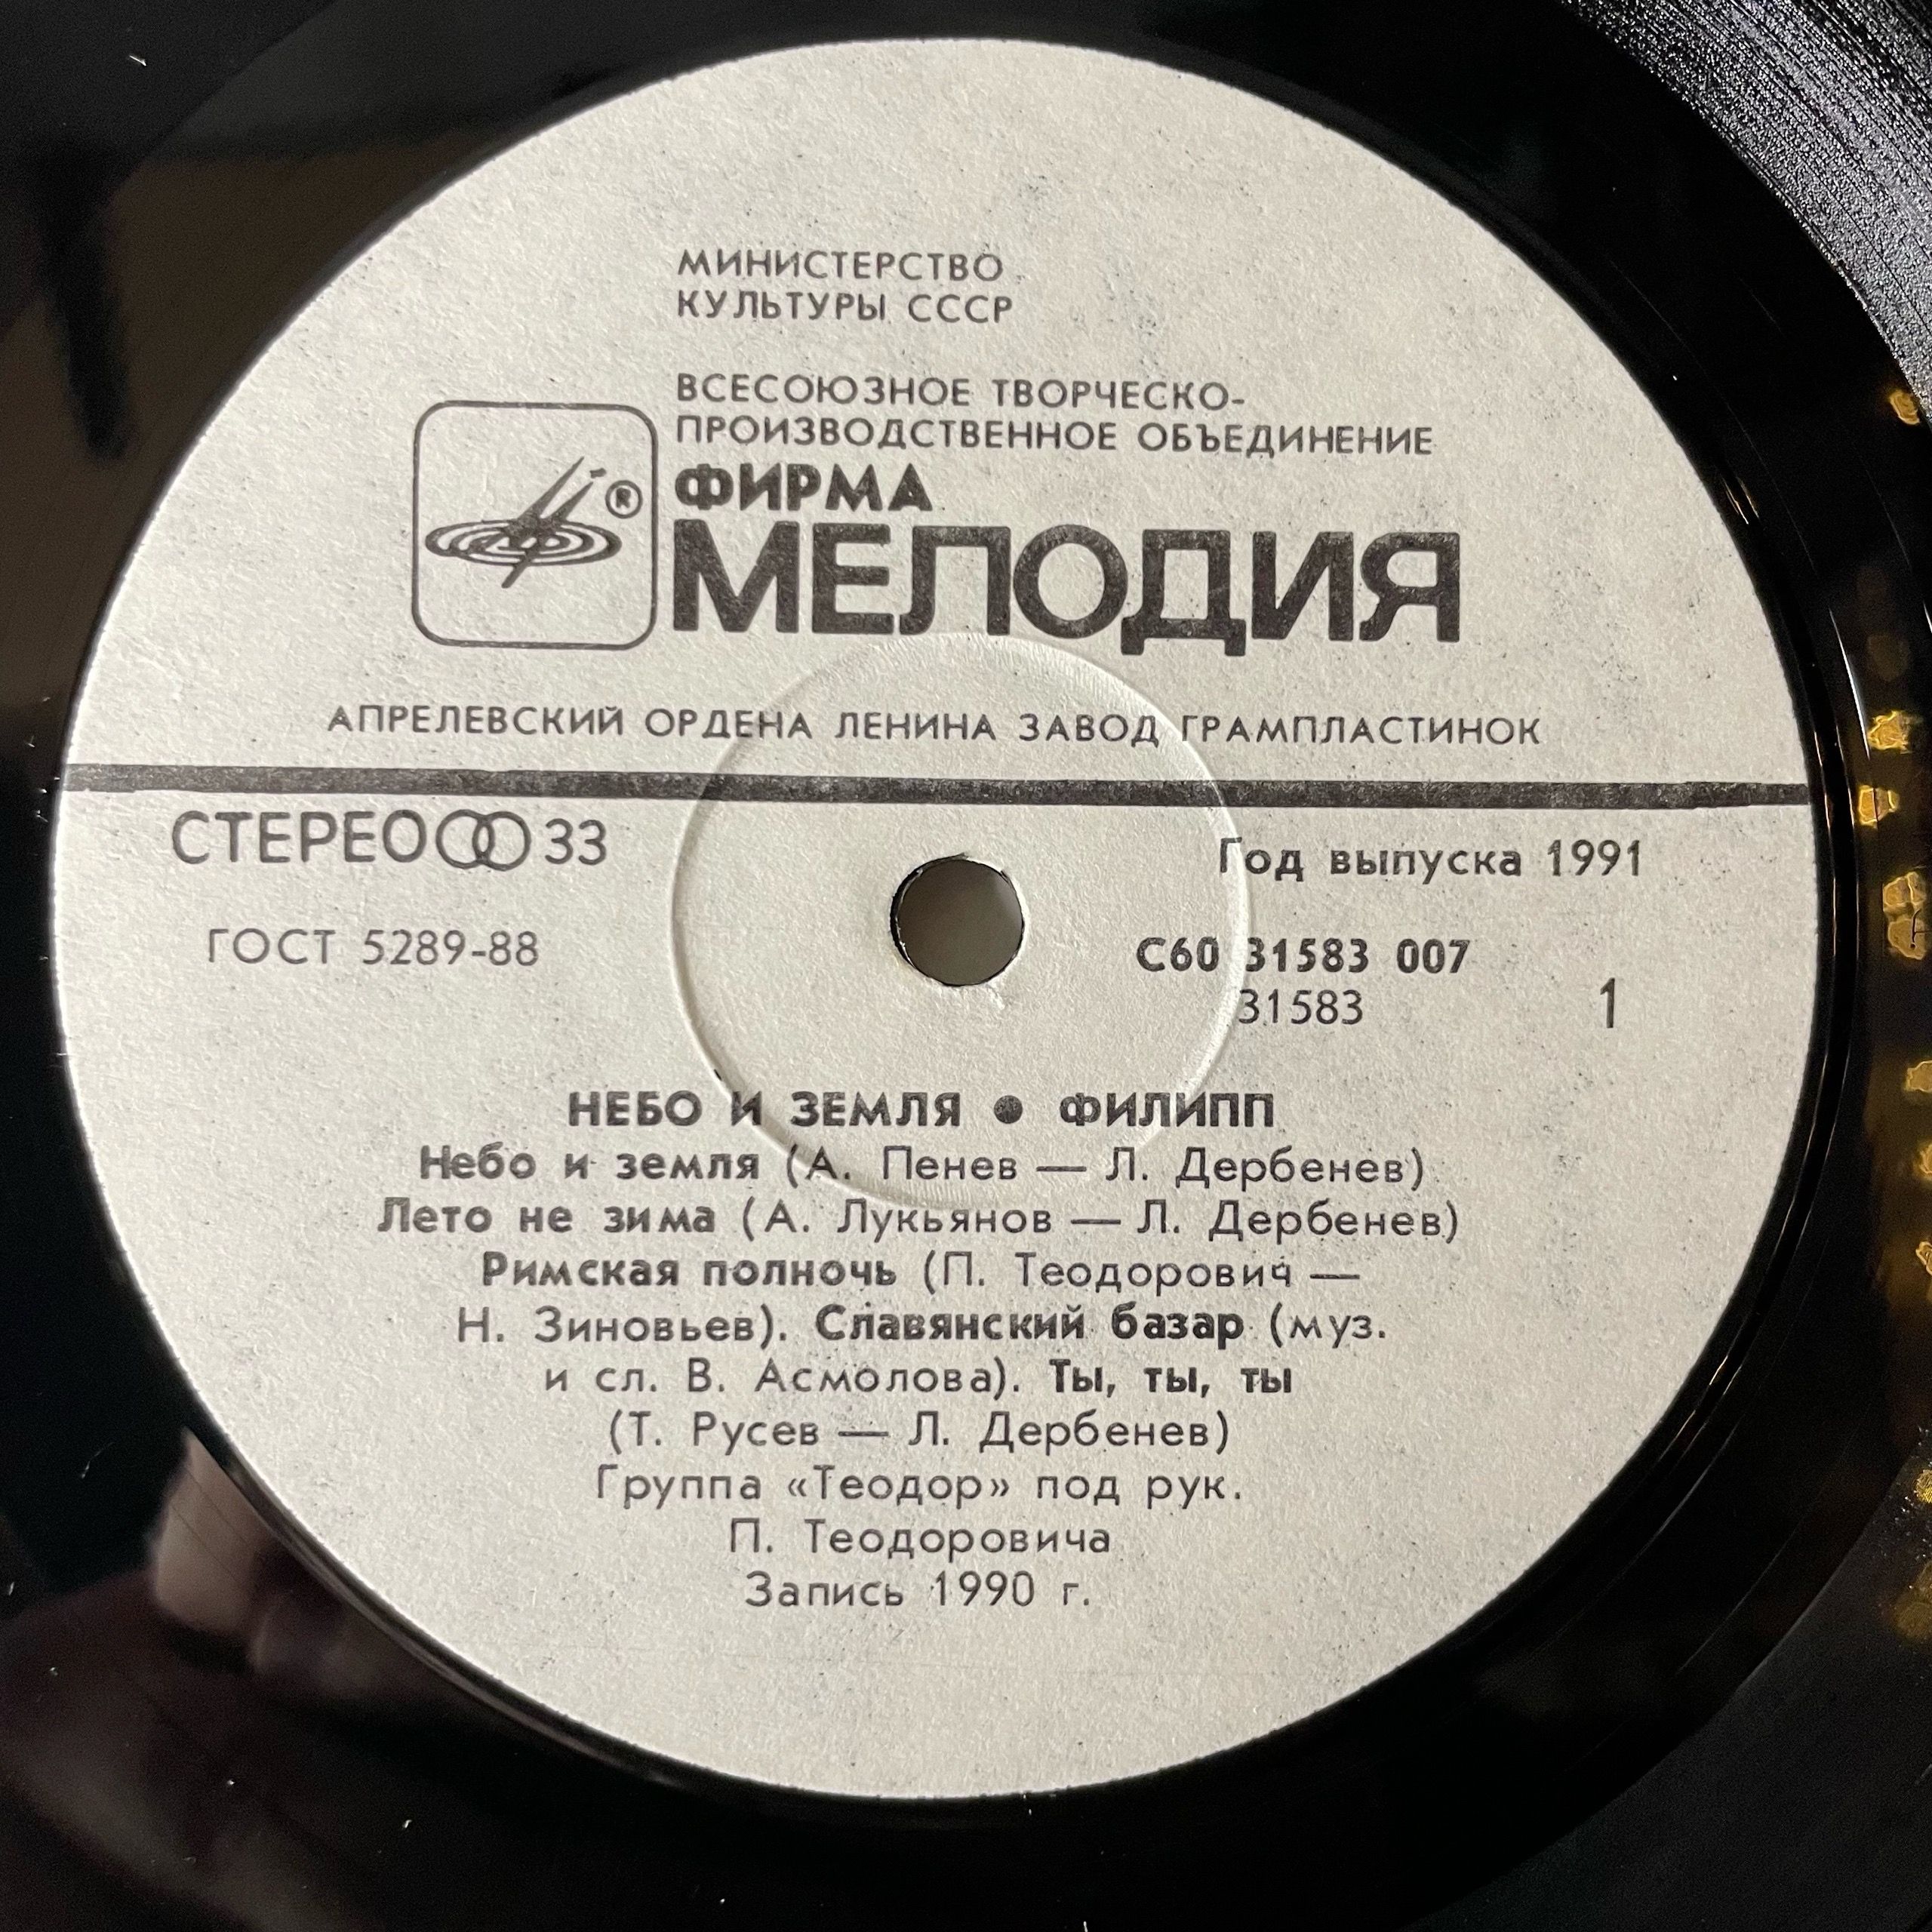 МИНИСТЕРСТВО
КУЛЬТУРЫ СССР
ВСЕСОЮЗНОЕ ТВОРЧЕСКО-
ПРОИЗВОДСТВЕННОЕ ОБЪЕДИНЕНИЕ
®
ФИРМА
МЕЛОДИЯ
АПРЕЛЕВСКИЙ ОРДЕНА ЛЕНИНА ЗАВОД ГРАМПЛАСТИНОК
СТЕРЕО 33
Год выпуска 1991
ГОСТ 5289-88
С60 31583 007
31583
1
НЕБО И ЗЕМЛЯ ● ФИЛИПП
Небо и земля (А. Пенев — Л. Дербенев)
Лето не зима (А. Лукьянов — Л. Дербенев)
Римская полночь (П. Теодорович —
Н. Зиновьев). Славянский базар (муз.
и сл. В. Асмолова). Ты, ты, ты
(Т. Русев — Л. Дербенев)
Группа «Теодор» под рук.
П. Теодоровича
Запись 1990 г.